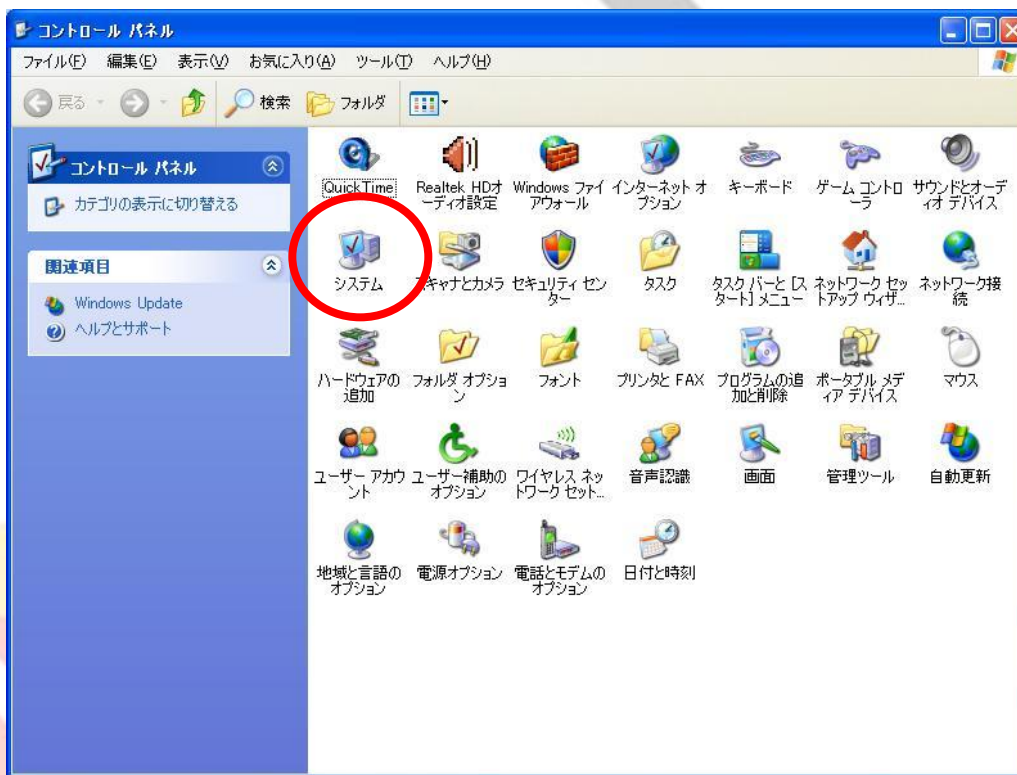 コントロール パネル
ファイル(F) 編集(E) 表示(V) お気に入り(A) ツール(T) ヘルプ(H)
戻る 検索 フォルダ
コントロール パネル
カテゴリの表示に切り替える
関連項目
Windows Update
ヘルプとサポート
QuickTime
Realtek HDオ
ーディオ設定
Windows ファイ
アウォール
インターネット オ
プション
キーボード
ゲーム コントロ
ーラ
サウンドとオーデ
ィオ デバイス
システム
スキャナとカメラ
セキュリティ セン
ター
タスク
タスク バーと [ス
タート] メニュー
ネットワーク セッ
トアップ ウィザ...
ネットワーク接
続
ハードウェアの
追加
フォルダ オプショ
ン
フォント
プリンタと FAX
プログラムの追
加と削除
ポータブル メデ
ィア デバイス
マウス
ユーザー アカウ
ント
ユーザー補助の
オプション
ワイヤレス ネッ
トワーク セット...
音声認識
画面
管理ツール
自動更新
地域と言語の
オプション
電源オプション
電話とモデムの
オプション
日付と時刻